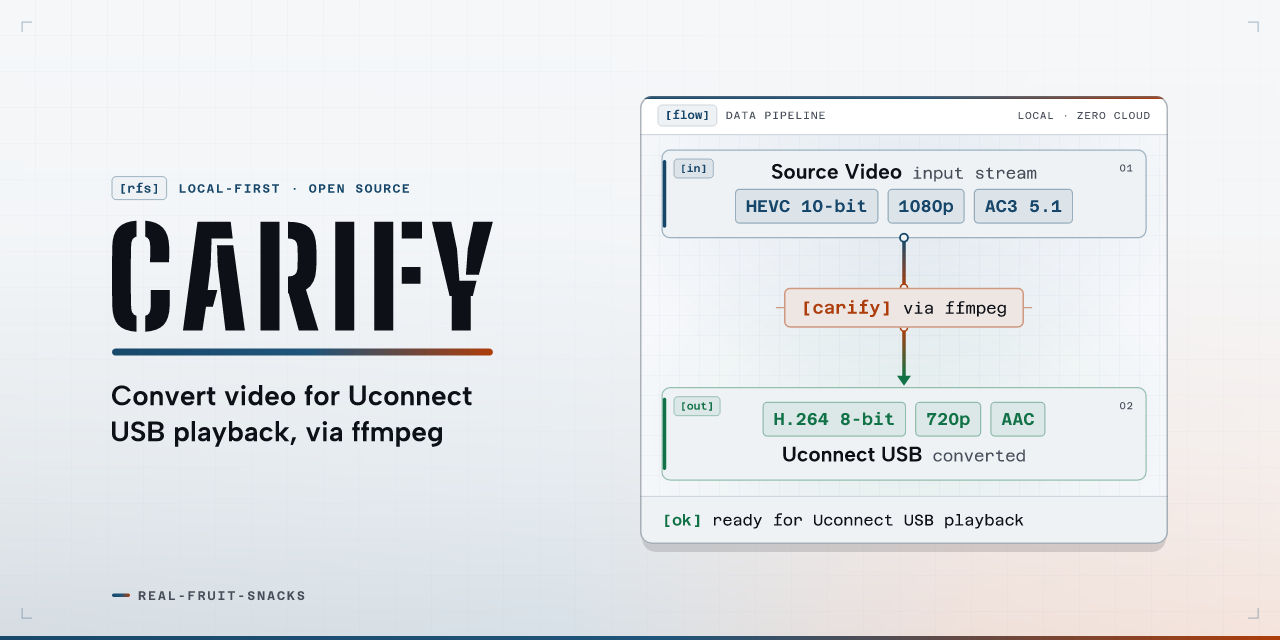 [rfs] LOCAL-FIRST · OPEN SOURCE
CARIFY
Convert video for Uconnect
USB playback, via ffmpeg
REAL-FRUIT-SNACKS
[flow] DATA PIPELINE LOCAL · ZERO CLOUD
[in] Source Video input stream 01
HEVC 10-bit 1080p AC3 5.1
[carify] via ffmpeg
[out] H.264 8-bit 720p AAC 02
Uconnect USB converted
[ok] ready for Uconnect USB playback